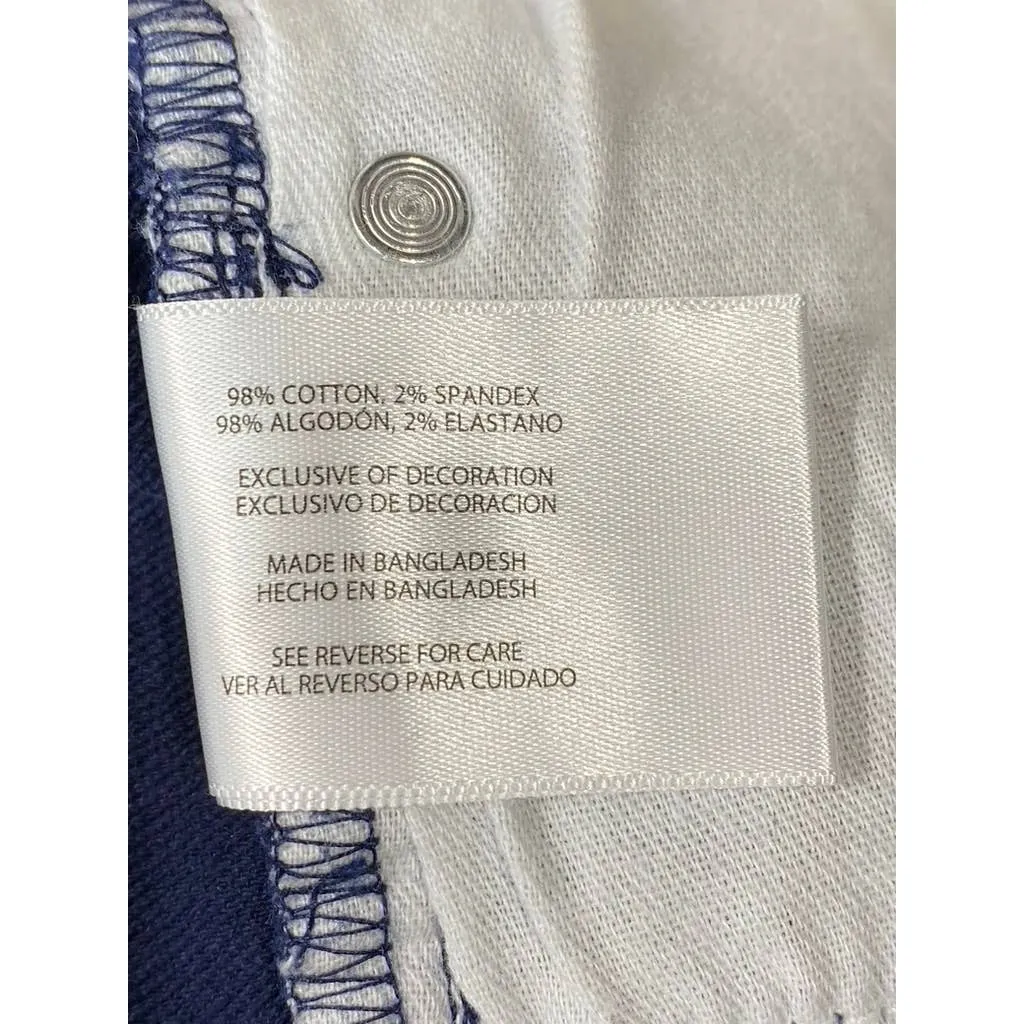 98% COTTON, 2% SPANDEX
98% ALGODÓN, 2% ELASTANO
EXCLUSIVE OF DECORATION
EXCLUSIVO DE DECORACION
MADE IN BANGLADESH
HECHO EN BANGLADESH
SEE REVERSE FOR CARE
VER AL REVERSO PARA CUIDADO